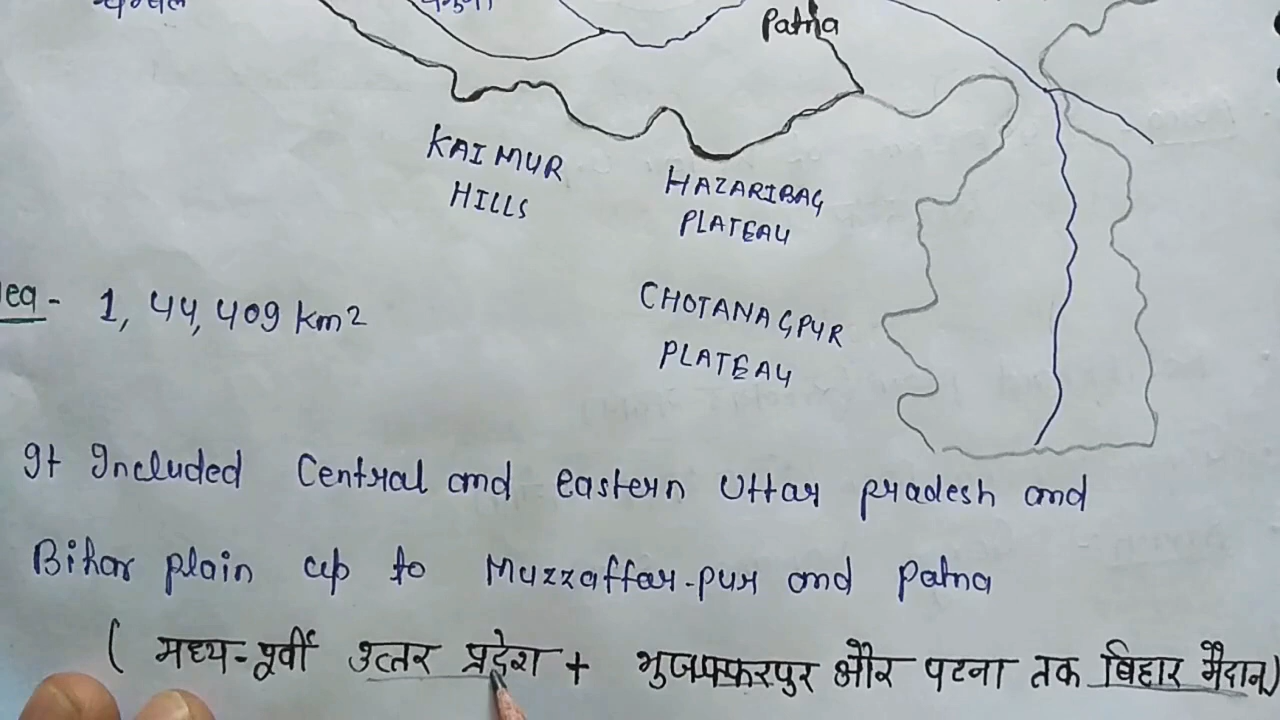 Patna
KAIMUR
HILLS
HAZARIBAG
PLATEAU
CHOTANAGPUR
PLATEAU
ea - 1,44,409 km2
It Included Central and eastern Uttar pradesh and
Bihar plain up to Muzzaffar-pur and patna
( मध्य-पूर्वी उत्तर प्रदेश + भुजफ्फरपुर और पटना तक बिहार मैदान)